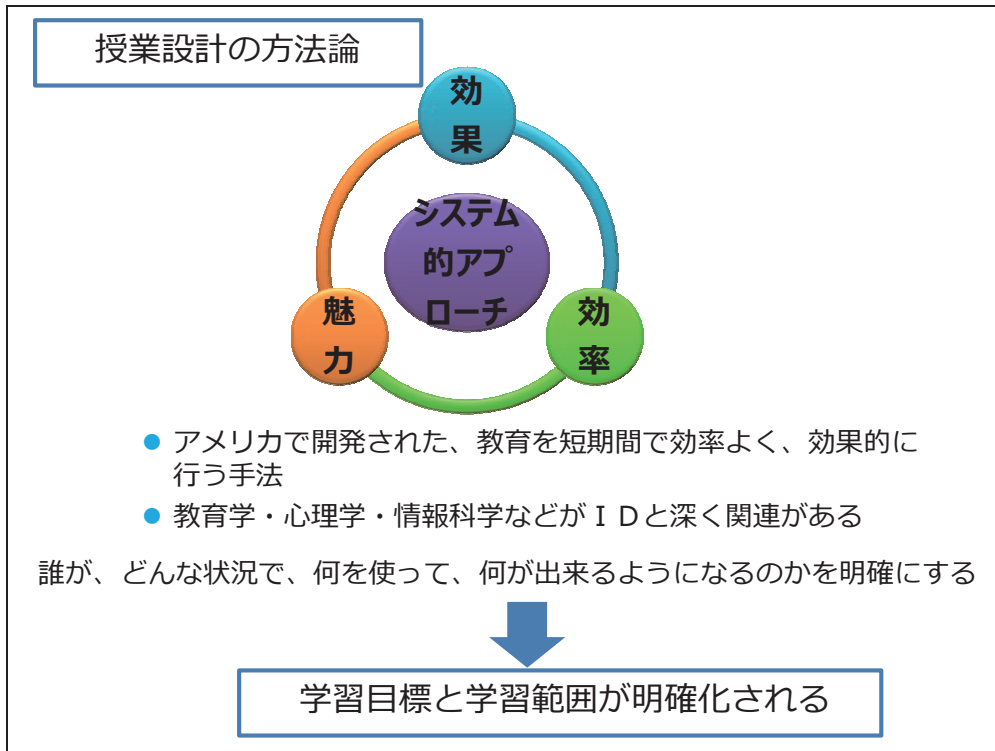 授業設計の方法論
効
果
システム
的アプ
ローチ
魅
力
効
率
● アメリカで開発された、教育を短期間で効率よく、効果的に
行う手法
● 教育学・心理学・情報科学などがＩＤと深く関連がある
誰が、どんな状況で、何を使って、何が出来るようになるのかを明確にする
学習目標と学習範囲が明確化される